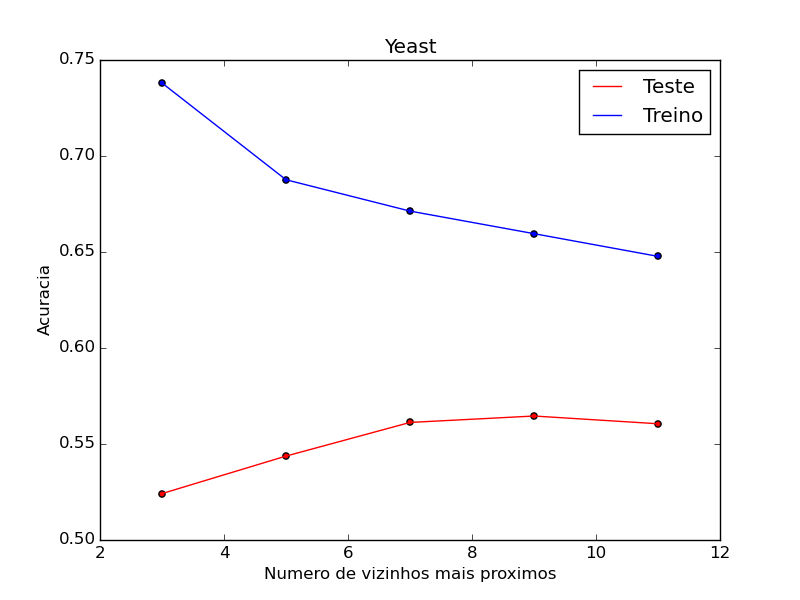 Yeast
Teste
Treino
0.75
0.70
0.65
0.60
0.55
0.50
Acuracia
2 4 6 8 10 12
Numero de vizinhos mais proximos